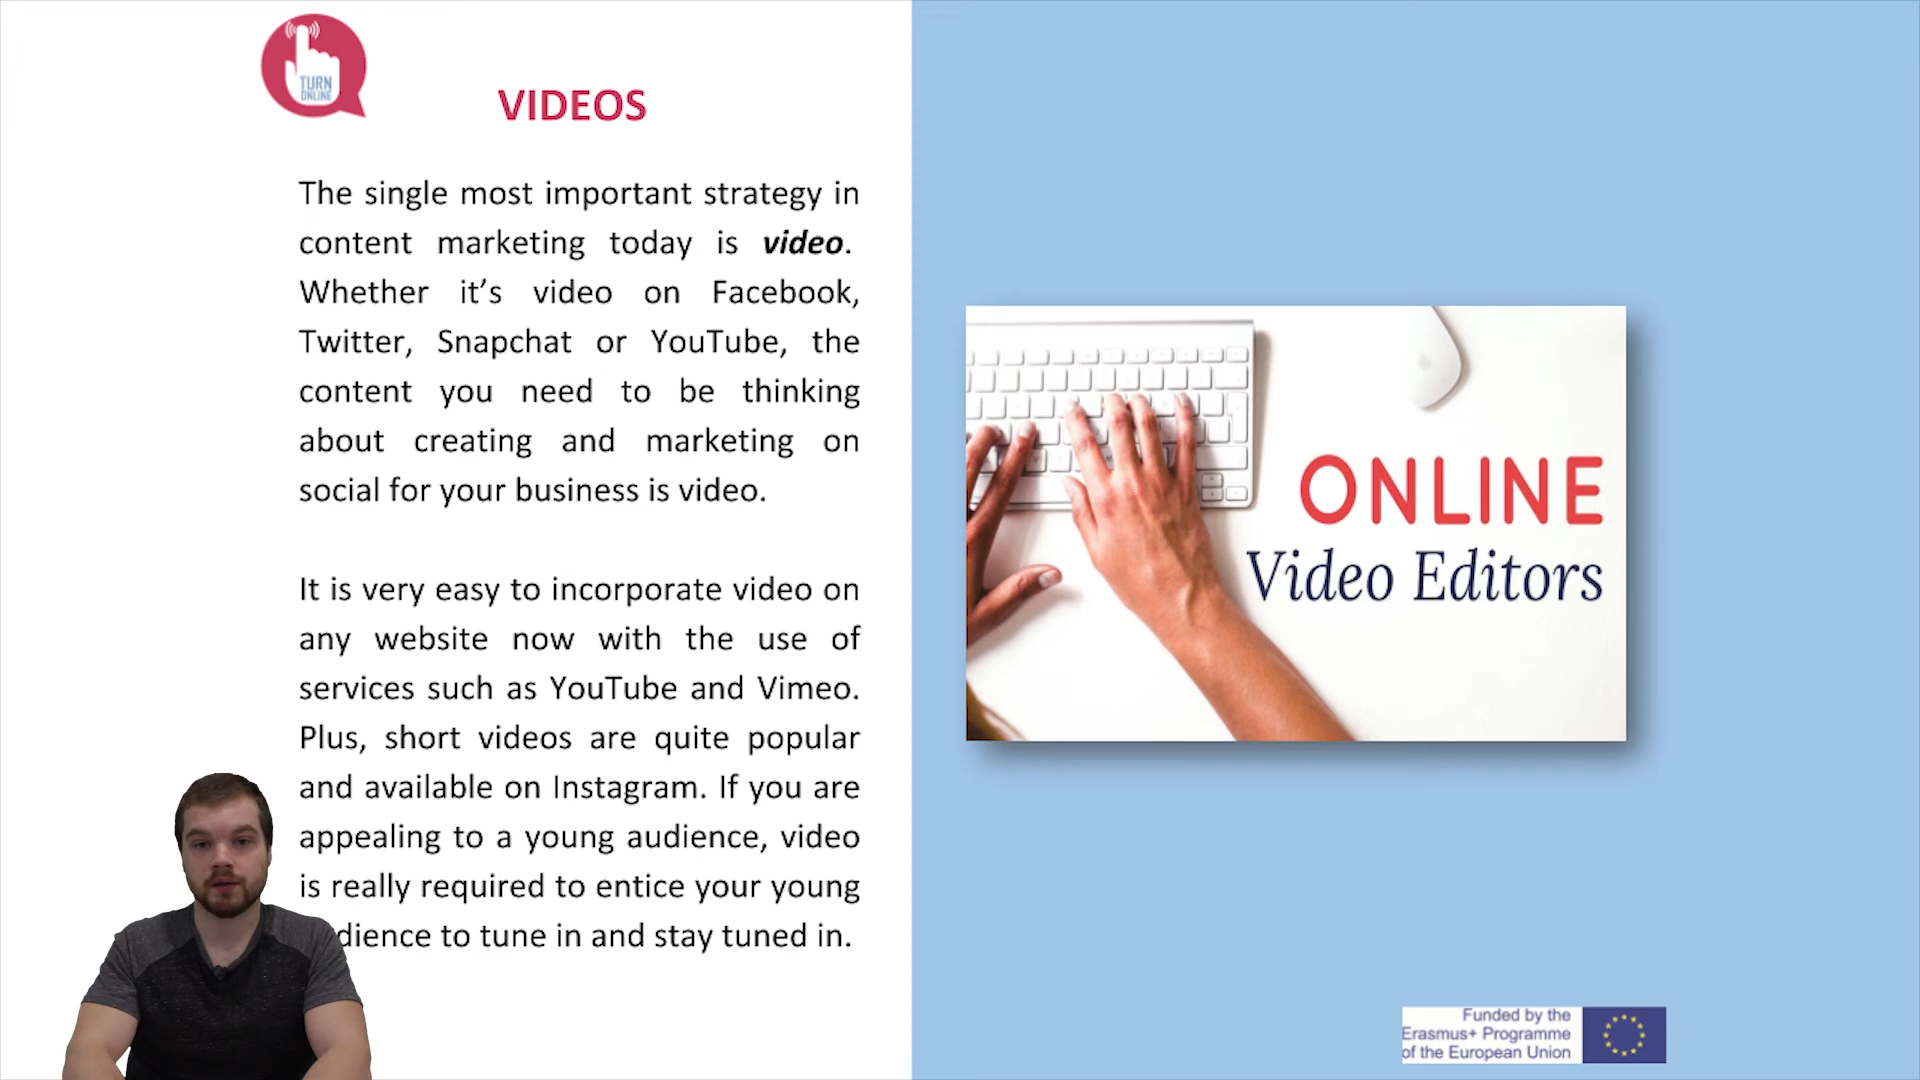 TURN
ONLINE
VIDEOS
The single most important strategy in
content marketing today is video.
Whether it’s video on Facebook,
Twitter, Snapchat or YouTube, the
content you need to be thinking
about creating and marketing on
social for your business is video.
It is very easy to incorporate video on
any website now with the use of
services such as YouTube and Vimeo.
Plus, short videos are quite popular
and available on Instagram. If you are
appealing to a young audience, video
is really required to entice your young
dience to tune in and stay tuned in.
ONLINE
Video Editors
Funded by the
Erasmus+ Programme
of the European Union